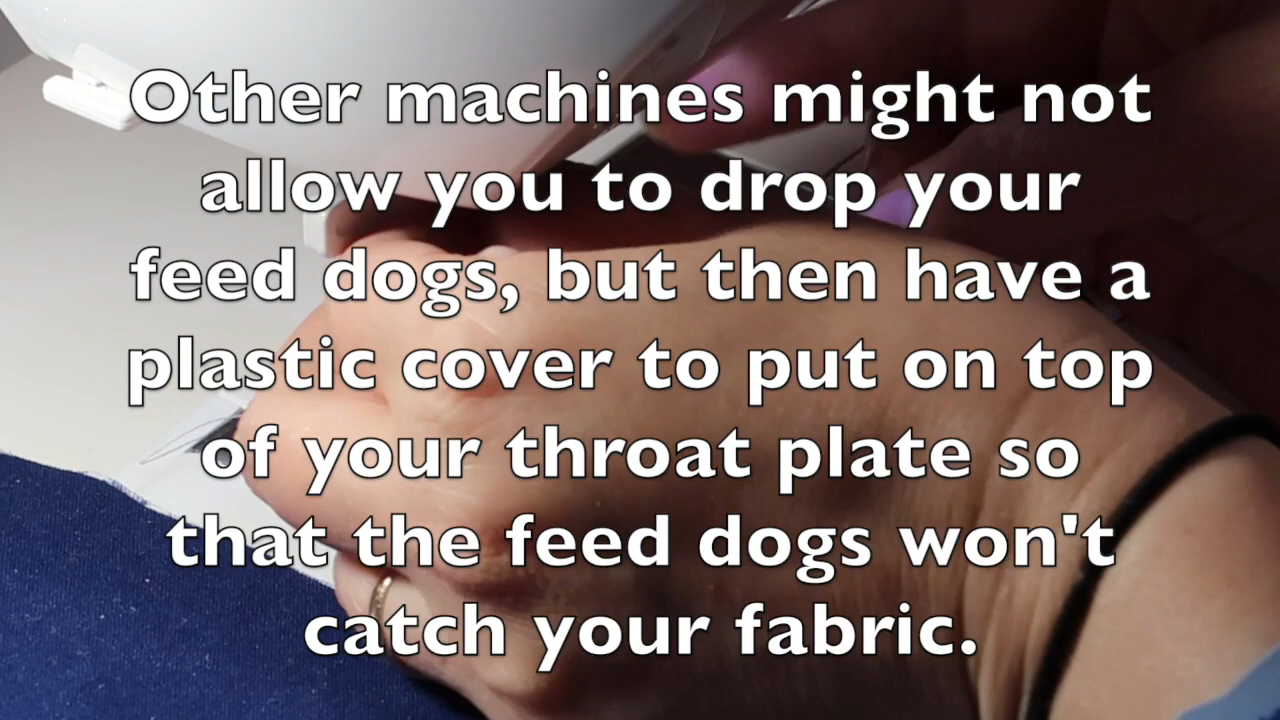 Other machines might not
allow you to drop your
feed dogs, but then have a
plastic cover to put on top
of your throat plate so
that the feed dogs won't
catch your fabric.